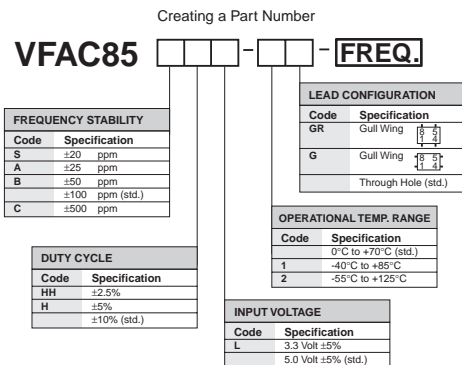 Creating a Part Number
VFAC85 - - FREQ.
FREQUENCY STABILITY
Code Specification
S ±20 ppm
A ±25 ppm
B ±50 ppm
±100 ppm (std.)
C ±500 ppm
DUTY CYCLE
Code Specification
HH ±2.5%
H ±5%
±10% (std.)
INPUT VOLTAGE
Code Specification
L 3.3 Volt ±5%
5.0 Volt ±5% (std.)
OPERATIONAL TEMP. RANGE
Code Specification
0°C to +70°C (std.)
1 -40°C to +85°C
2 -55°C to +125°C
LEAD CONFIGURATION
Code Specification
GR Gull Wing 8 5
1 4
G Gull Wing 8 5
1 4
Through Hole (std.)